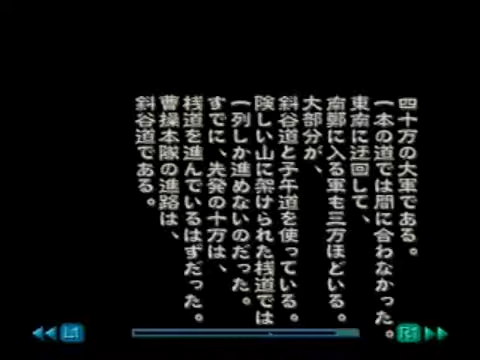 四十万の大軍である。
一本の道では間に合わなかった。
東南に迂回して、
南鄭に入る軍も三万ほどいる。
大部分が、
斜谷道と子午道を使っている。
険しい山に架けられた桟道では
一列しか進めないのだった。
すでに、先発の十万は、
桟道を進んでいるはずだった。
曹操本隊の進路は、
斜谷道である。
L1
R1